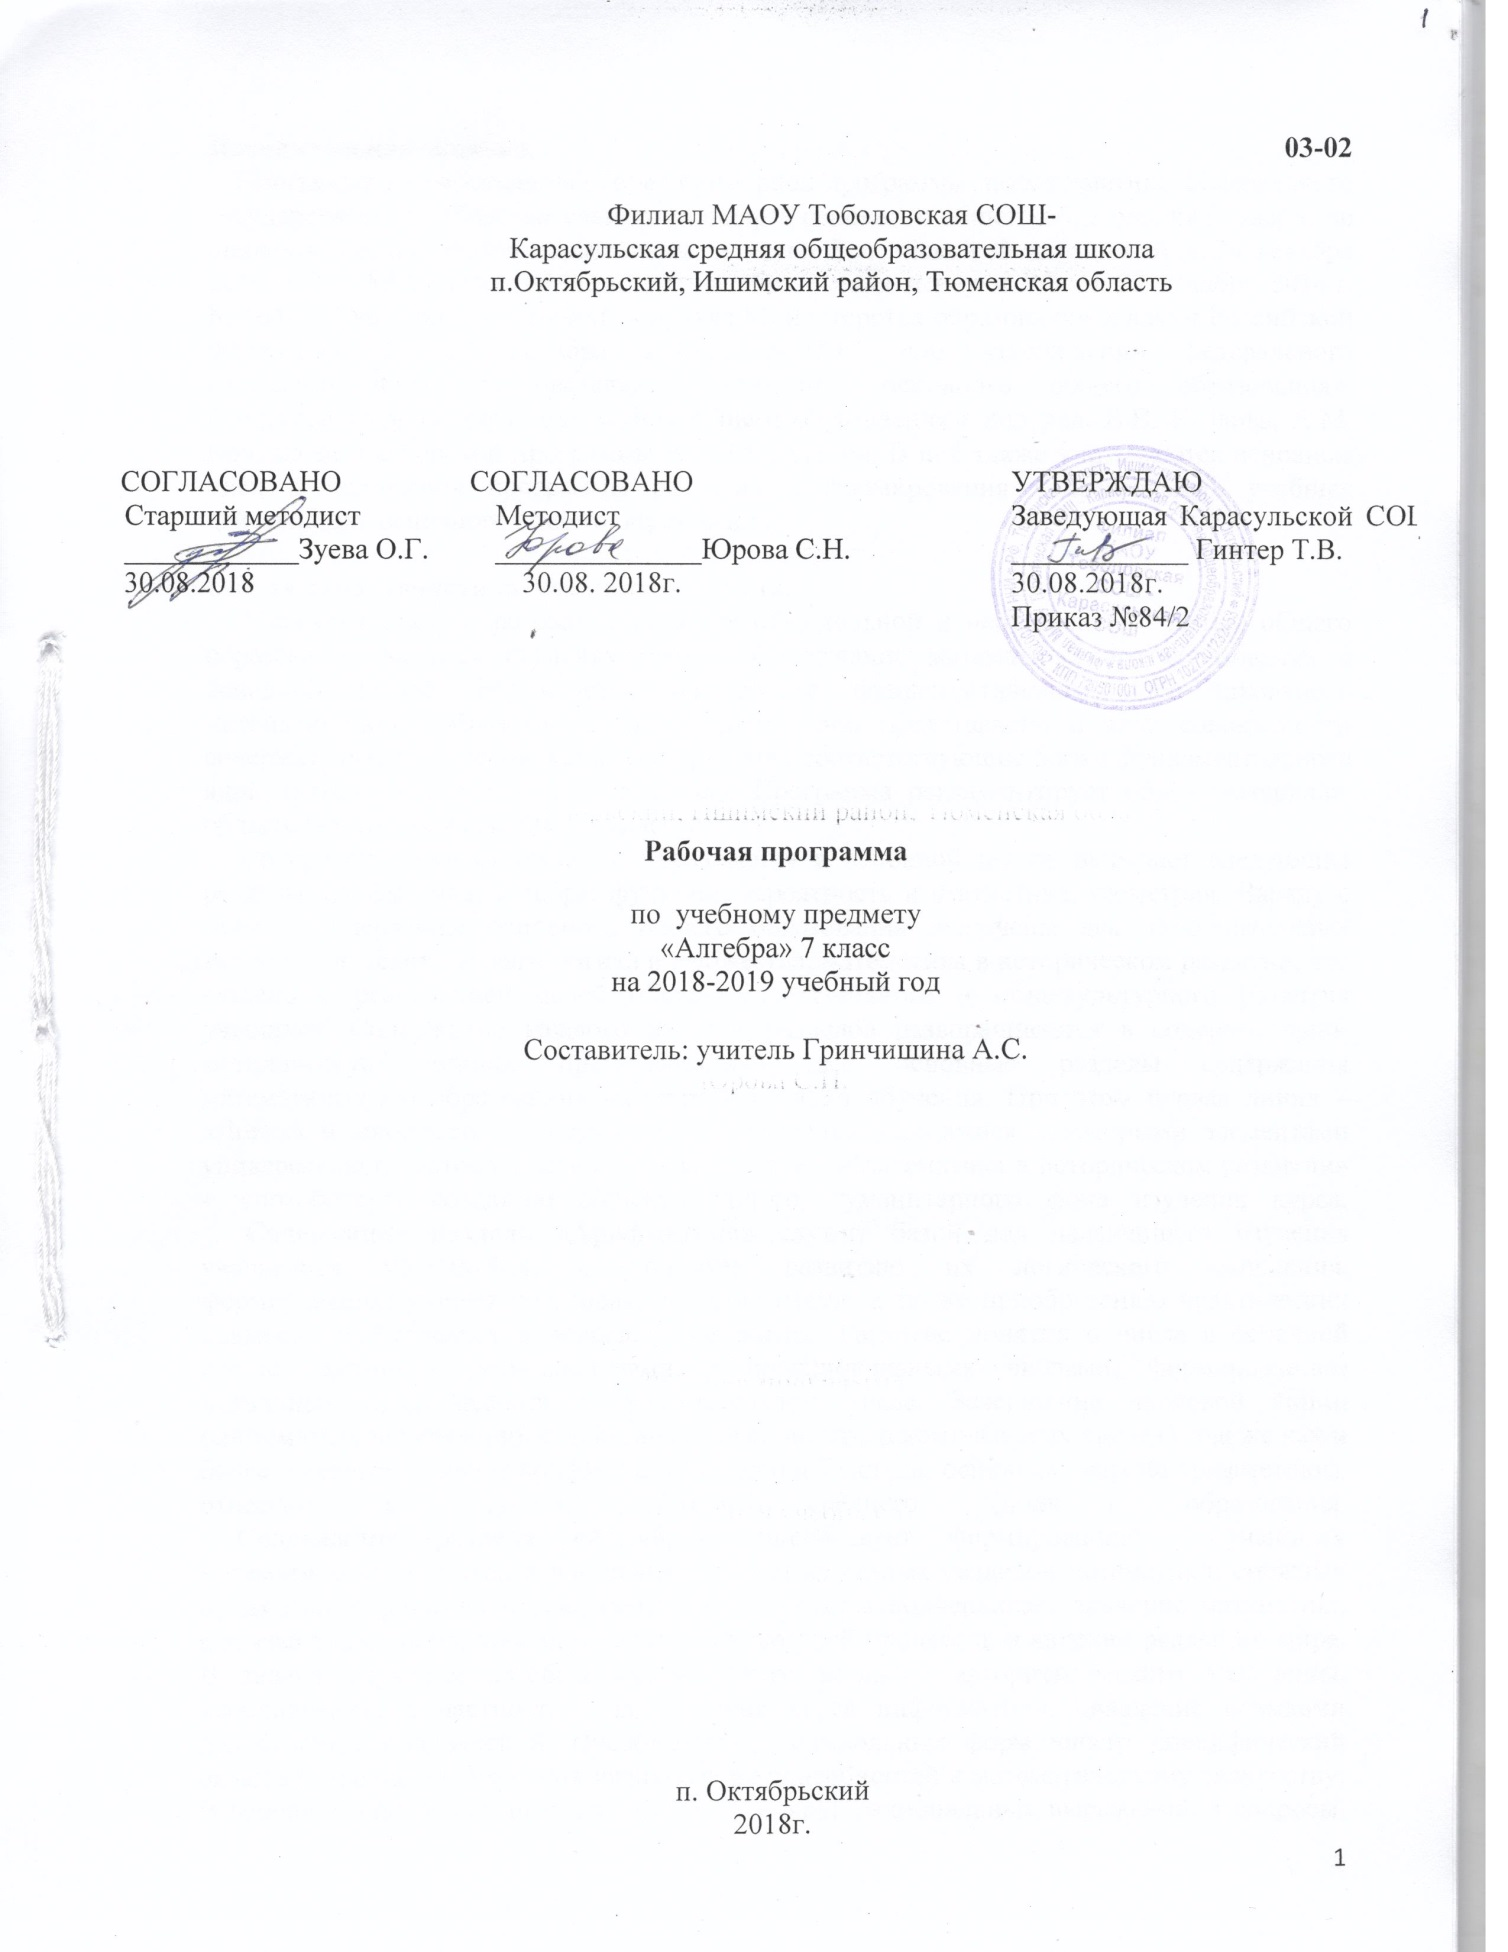 1
03-02
Филиал МАОУ Тоболовская СОШ-
Карасульская средняя общеобразовательная школа
п.Октябрьский, Ишимский район, Тюменская область
СОГЛАСОВАНО СОГЛАСОВАНО УТВЕРЖДАЮ
Старший методист Методист Заведующая Карасульской СОШ
Зуева О.Г. Юрова С.Н. Гинтер Т.В.
30.08.2018 30.08. 2018г. 30.08.2018г.
Приказ №84/2
Рабочая программа
по учебному предмету
«Алгебра» 7 класс
на 2018-2019 учебный год
Составитель: учитель Гринчишина А.С.
п. Октябрьский
2018г.
1